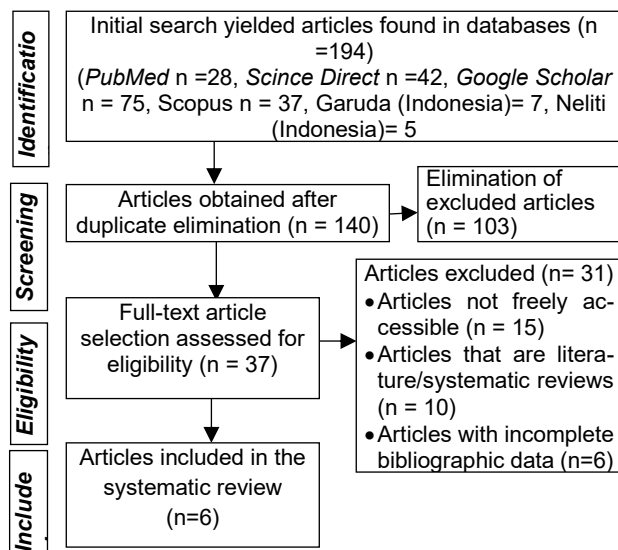 Identificatio
Initial search yielded articles found in databases (n
=194)
(PubMed n =28, Scince Direct n =42, Google Scholar
n = 75, Scopus n = 37, Garuda (Indonesia)= 7, Neliti
(Indonesia)= 5
Screening
Articles obtained after
duplicate elimination (n = 140)
Elimination of
excluded articles
(n = 103)
Eligibility
Full-text article
selection assessed for
eligibility (n = 37)
Articles excluded (n= 31)
•Articles not freely ac-
cessible (n = 15)
•Articles that are litera-
ture/systematic reviews
(n = 10)
•Articles with incomplete
bibliographic data (n=6)
Include
Articles included in the
systematic review
(n=6)